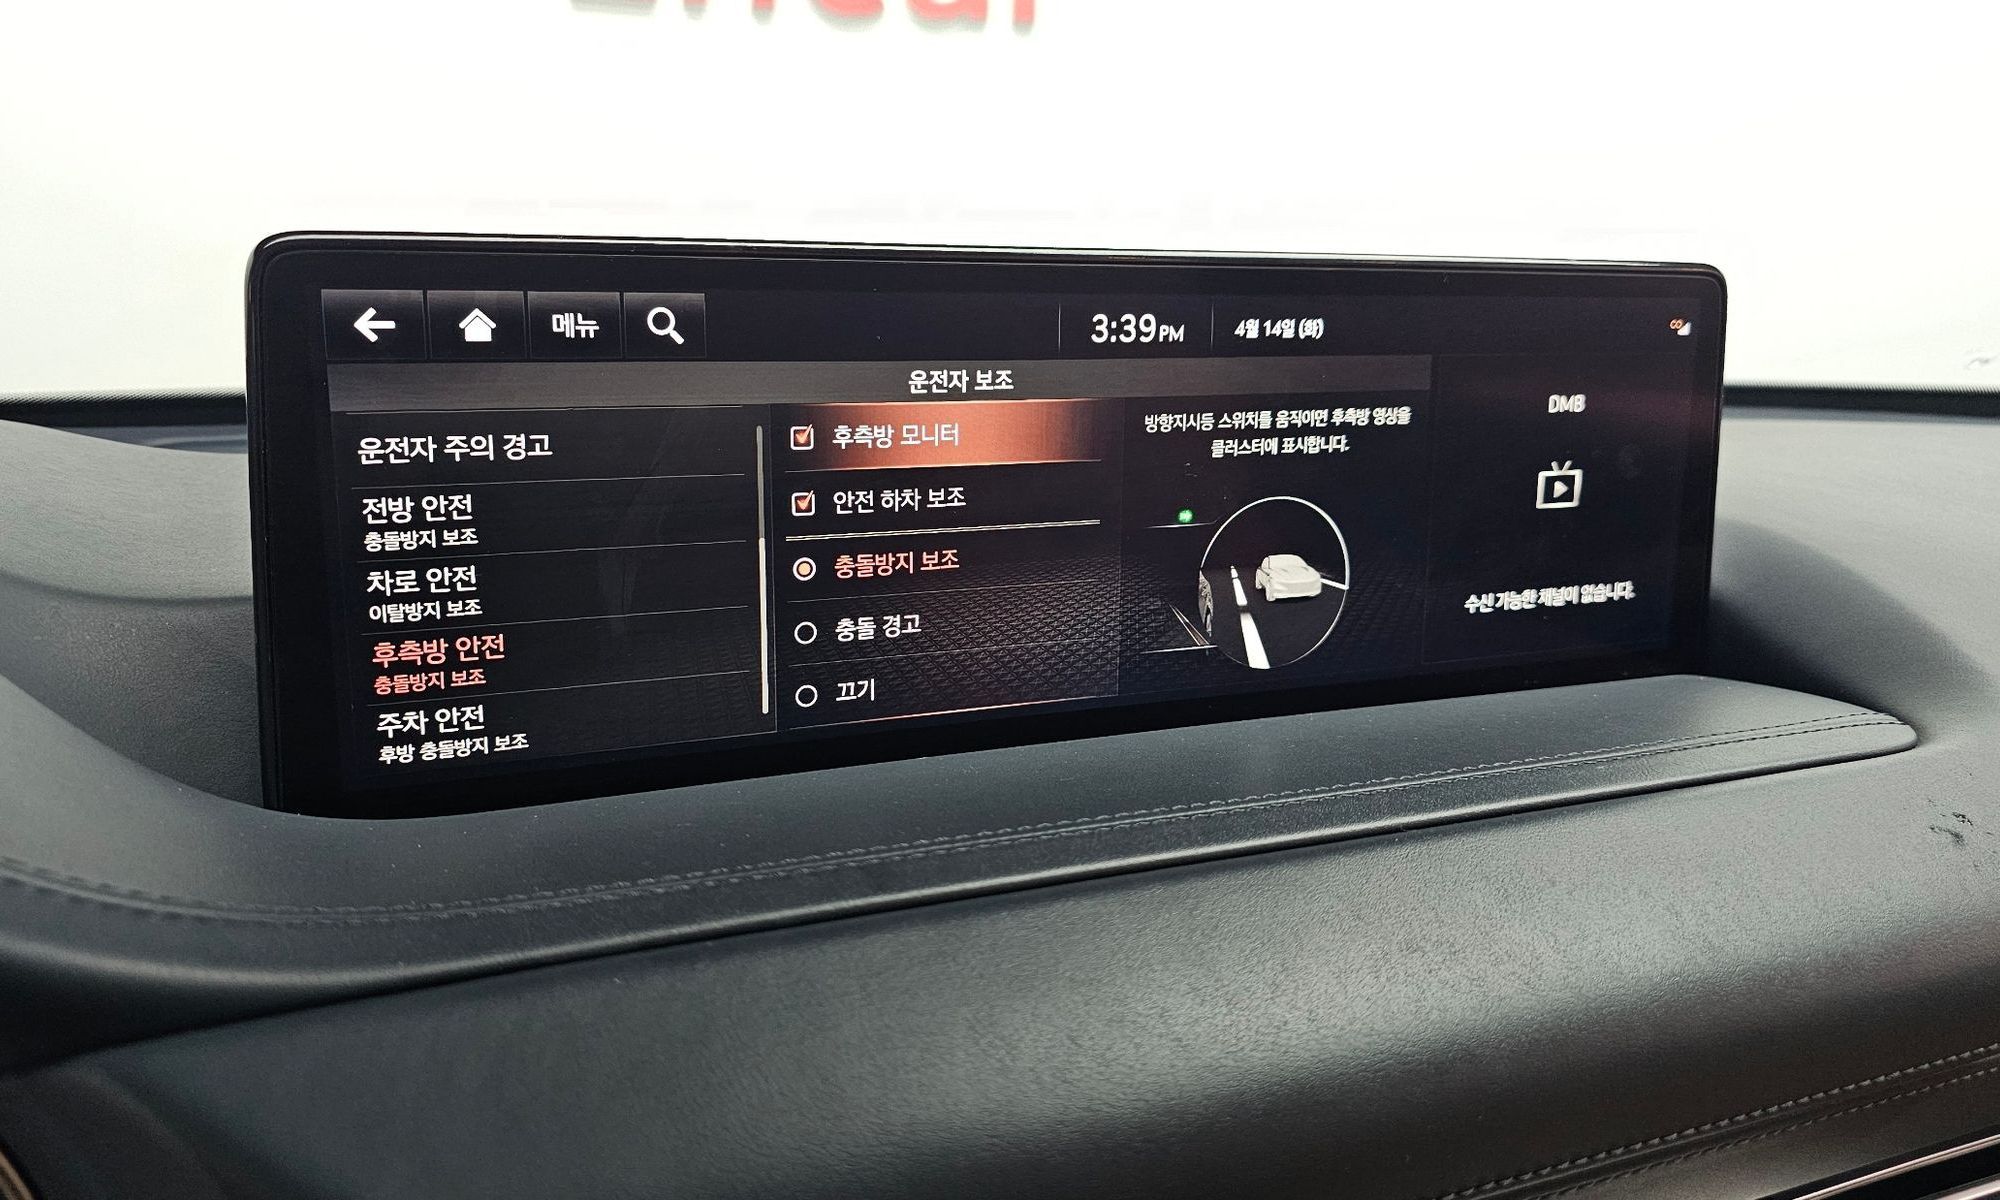 메뉴
3:39 PM
4월 14일 (화)
운전자 보조
운전자 주의 경고
전방 안전
충돌방지 보조
차로 안전
이탈방지 보조
후측방 안전
충돌방지 보조
주차 안전
후방 충돌방지 보조
후측방 모니터
안전 하차 보조
충돌방지 보조
충돌 경고
끄기
방향지시등 스위치를 움직이면 후측방 영상을
클러스터에 표시합니다.
DMB
수신 가능한 채널이 없습니다.